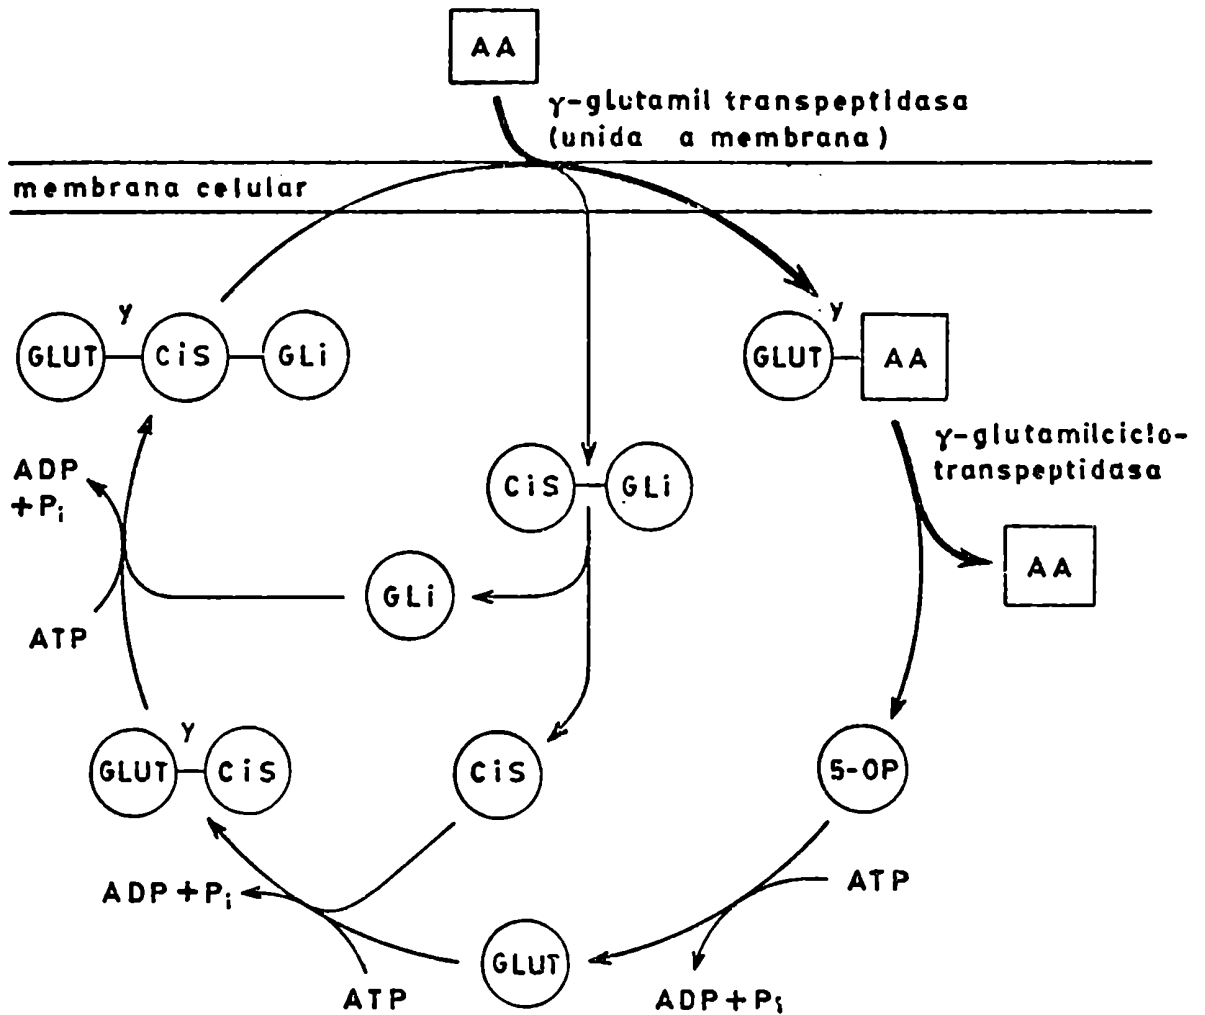 AA
γ-glutamil transpeptidasa
(unida a membrana)
membrana celular
γ
GLUT
CiS
GLi
γ
GLUT
AA
γ-glutamilciclo-
transpeptidasa
ADP
+Pi
CiS
GLi
AA
GLi
ATP
γ
GLUT
CiS
CiS
5-OP
ADP+Pi
ATP
GLUT
ATP
ADP+Pi